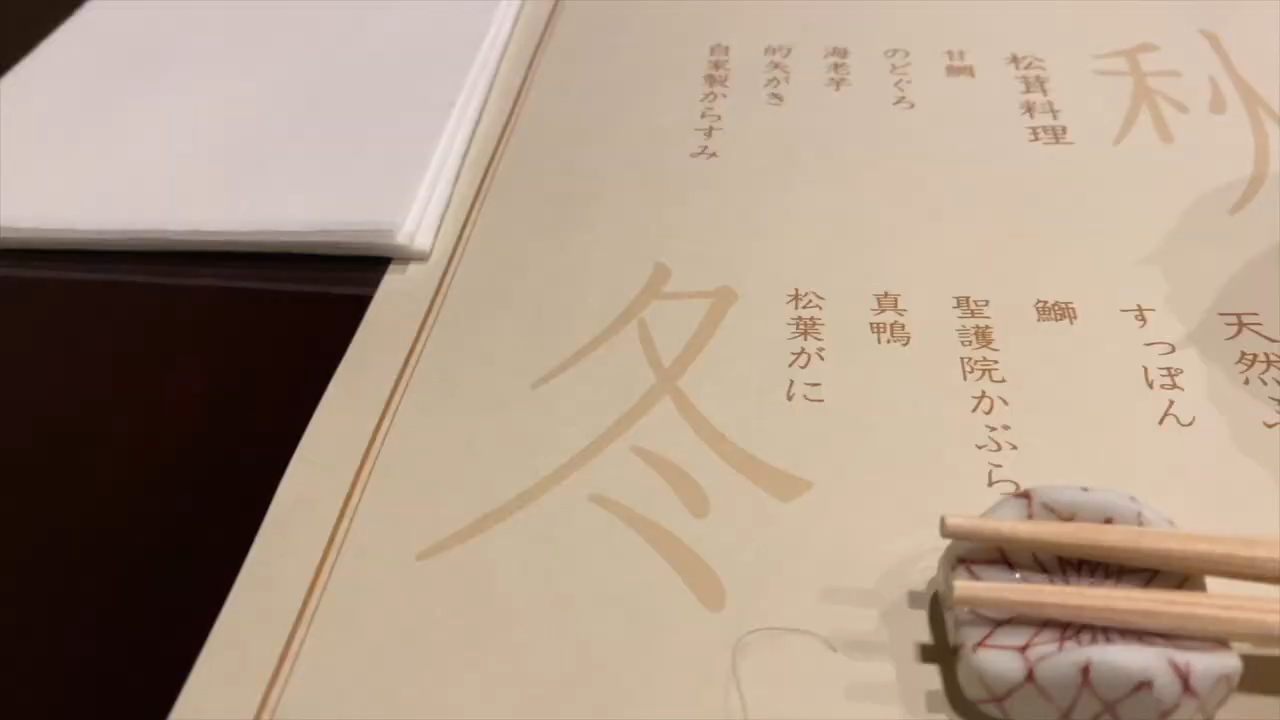 秋
松茸料理
甘鯛
のどぐろ
海老芋
的矢がき
自家製からすみ
天然
すっぽん
鰤
聖護院かぶら
真鴨
松葉がに
冬